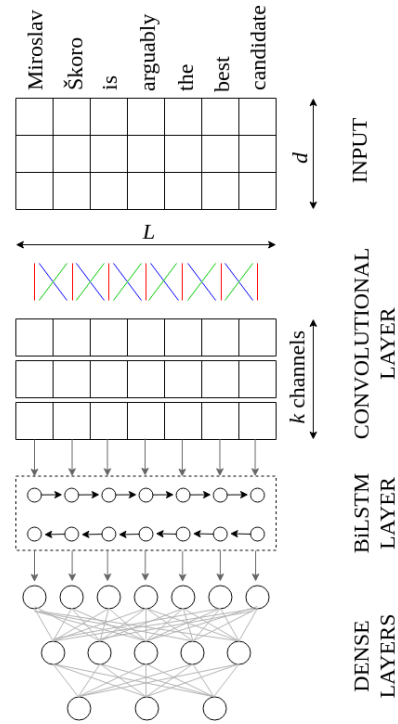 Miroslav
Škoro
is
arguably
the
best
candidate
d
INPUT
L
CONVOLUTIONAL
LAYER
k channels
BiLSTM
LAYER
DENSE
LAYERS